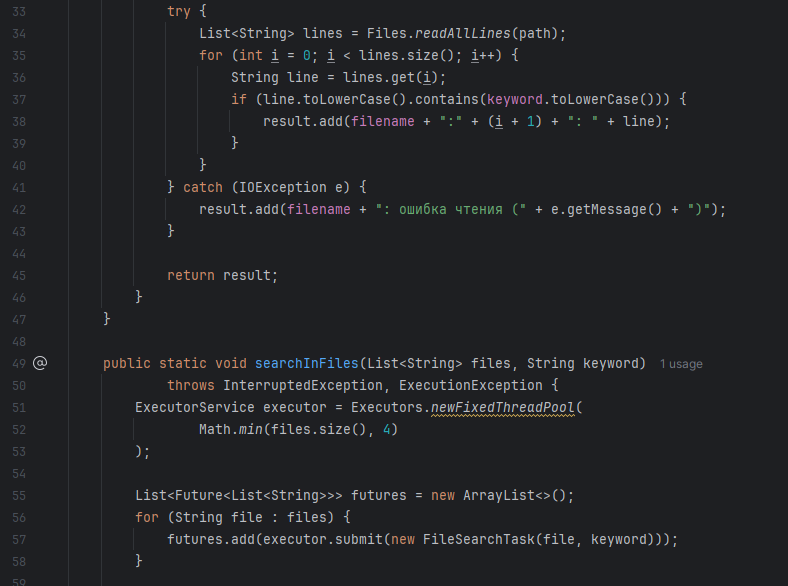 33 try {
34 List<String> lines = Files.readAllLines(path);
35 for (int i = 0; i < lines.size(); i++) {
36 String line = lines.get(i);
37 if (line.toLowerCase().contains(keyword.toLowerCase())) {
38 result.add(filename + ":" + (i + 1) + ": " + line);
39 }
40 }
41 } catch (IOException e) {
42 result.add(filename + ": ошибка чтения (" + e.getMessage() + ")");
43 }
44
45 return result;
46 }
47 }
48
49 @ public static void searchInFiles(List<String> files, String keyword) 1 usage
50 throws InterruptedException, ExecutionException {
51 ExecutorService executor = Executors.newFixedThreadPool(
52 Math.min(files.size(), 4)
53 );
54
55 List<Future<List<String>>> futures = new ArrayList<>();
56 for (String file : files) {
57 futures.add(executor.submit(new FileSearchTask(file, keyword)));
58 }
59